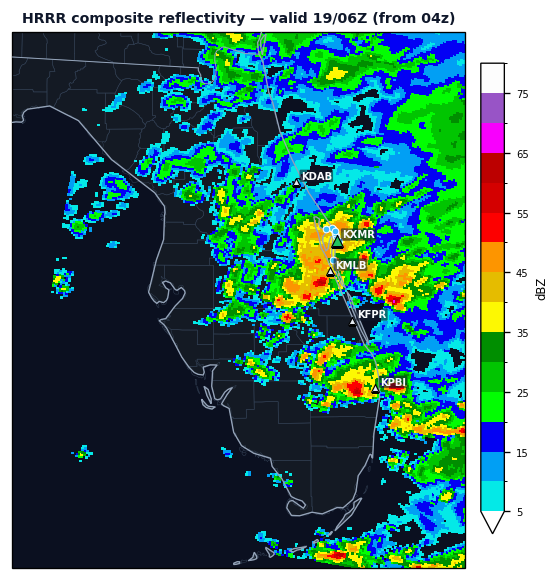 HRRR composite reflectivity — valid 19/06Z (from 04z)
KDAB
KXMR
KMLB
KFPR
KPBI
75
65
55
45
35
25
15
5
dBZ